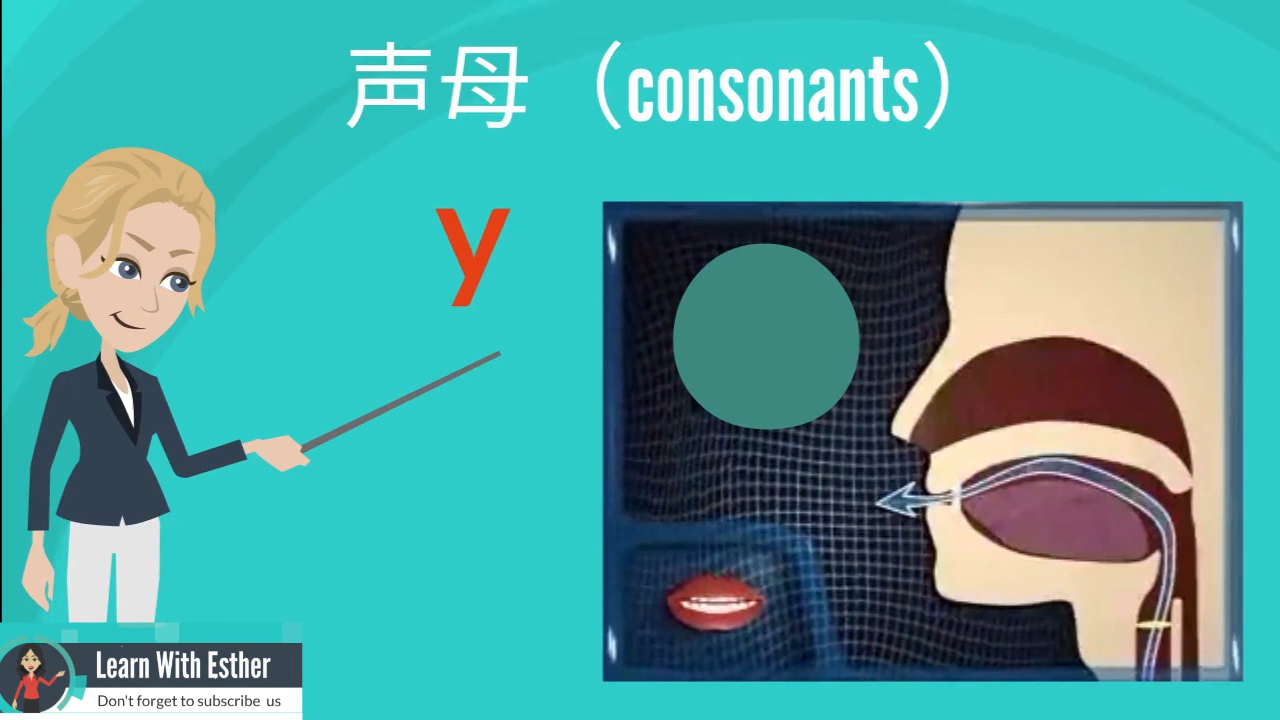 声母（consonants）
y
Learn With Esther
Don't forget to subscribe us